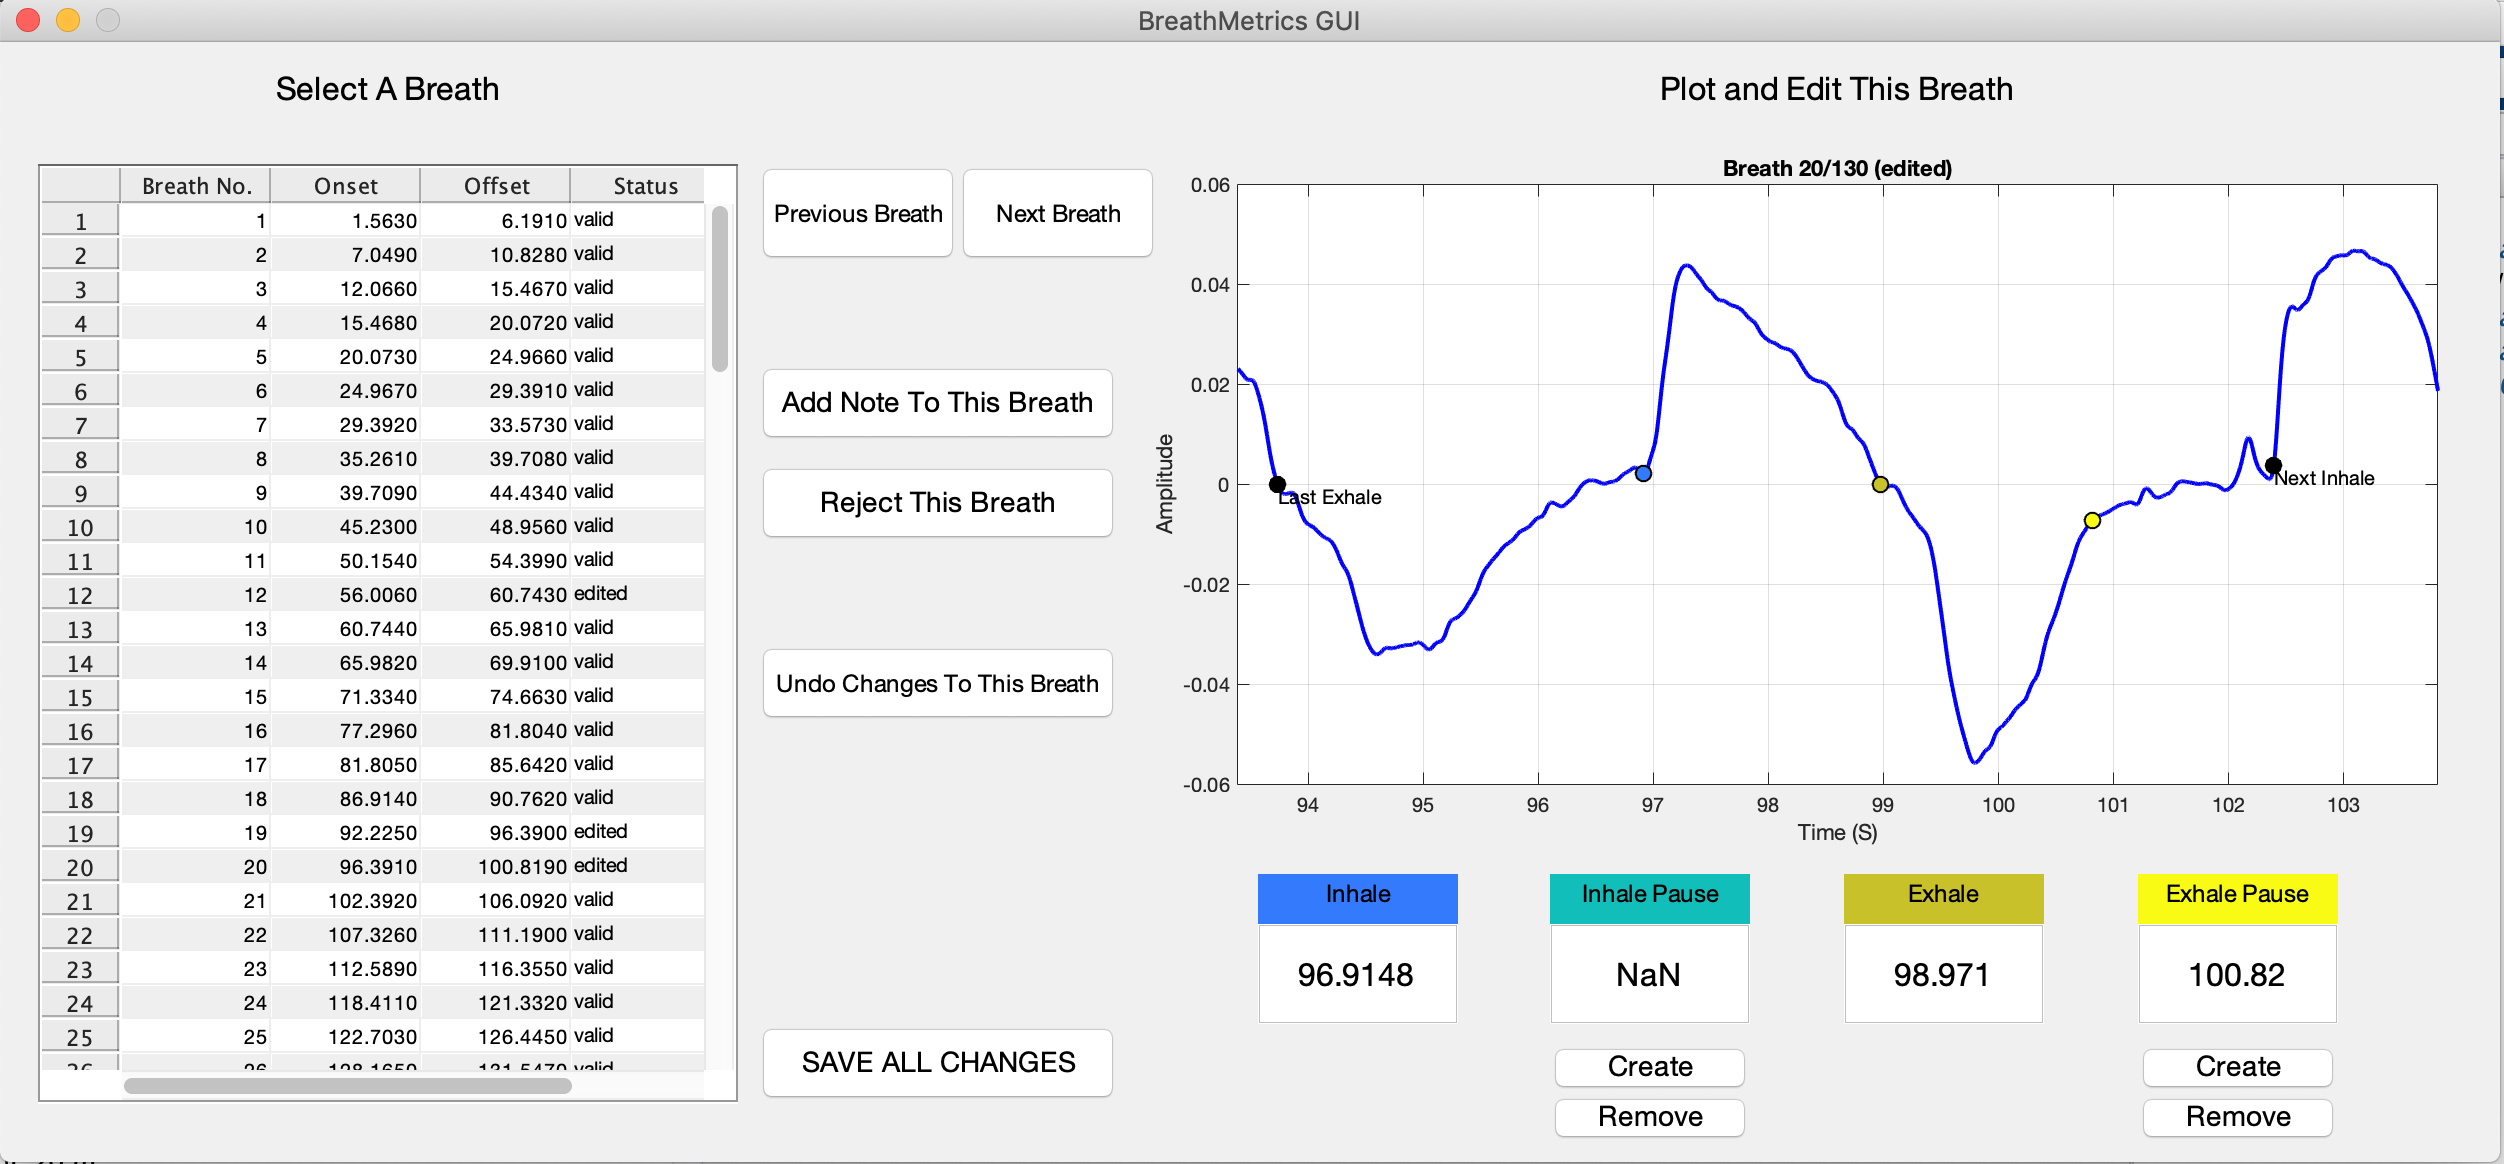 BreathMetrics GUI
Select A Breath
Plot and Edit This Breath
Breath No. Onset Offset Status
1 1 1.5630 6.1910 valid
2 2 7.0490 10.8280 valid
3 3 12.0660 15.4670 valid
4 4 15.4680 20.0720 valid
5 5 20.0730 24.9660 valid
6 6 24.9670 29.3910 valid
7 7 29.3920 33.5730 valid
8 8 35.2610 39.7080 valid
9 9 39.7090 44.4340 valid
10 10 45.2300 48.9560 valid
11 11 50.1540 54.3990 valid
12 12 56.0060 60.7430 edited
13 13 60.7440 65.9810 valid
14 14 65.9820 69.9100 valid
15 15 71.3340 74.6630 valid
16 16 77.2960 81.8040 valid
17 17 81.8050 85.6420 valid
18 18 86.9140 90.7620 valid
19 19 92.2250 96.3900 edited
20 20 96.3910 100.8190 edited
21 21 102.3920 106.0920 valid
22 22 107.3260 111.1900 valid
23 23 112.5890 116.3550 valid
24 24 118.4110 121.3320 valid
25 25 122.7030 126.4450 valid
Previous Breath
Next Breath
Add Note To This Breath
Reject This Breath
Undo Changes To This Breath
SAVE ALL CHANGES
Breath 20/130 (edited)
0.06
0.04
0.02
0
-0.02
-0.04
-0.06
Amplitude
Last Exhale
Next Inhale
94 95 96 97 98 99 100 101 102 103
Time (S)
Inhale Inhale Pause Exhale Exhale Pause
96.9148 NaN 98.971 100.82
Create Create
Remove Remove